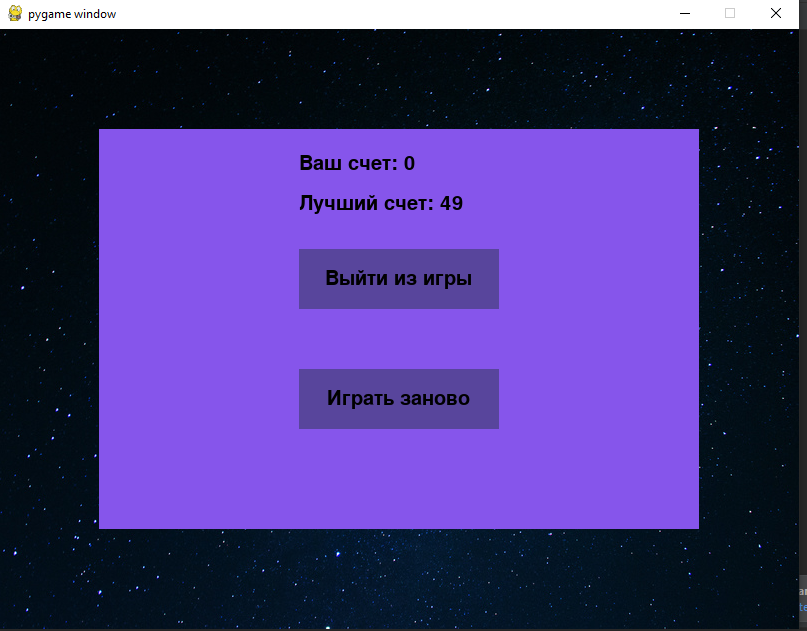 pygame window
Ваш счет: 0
Лучший счет: 49
Выйти из игры
Играть заново